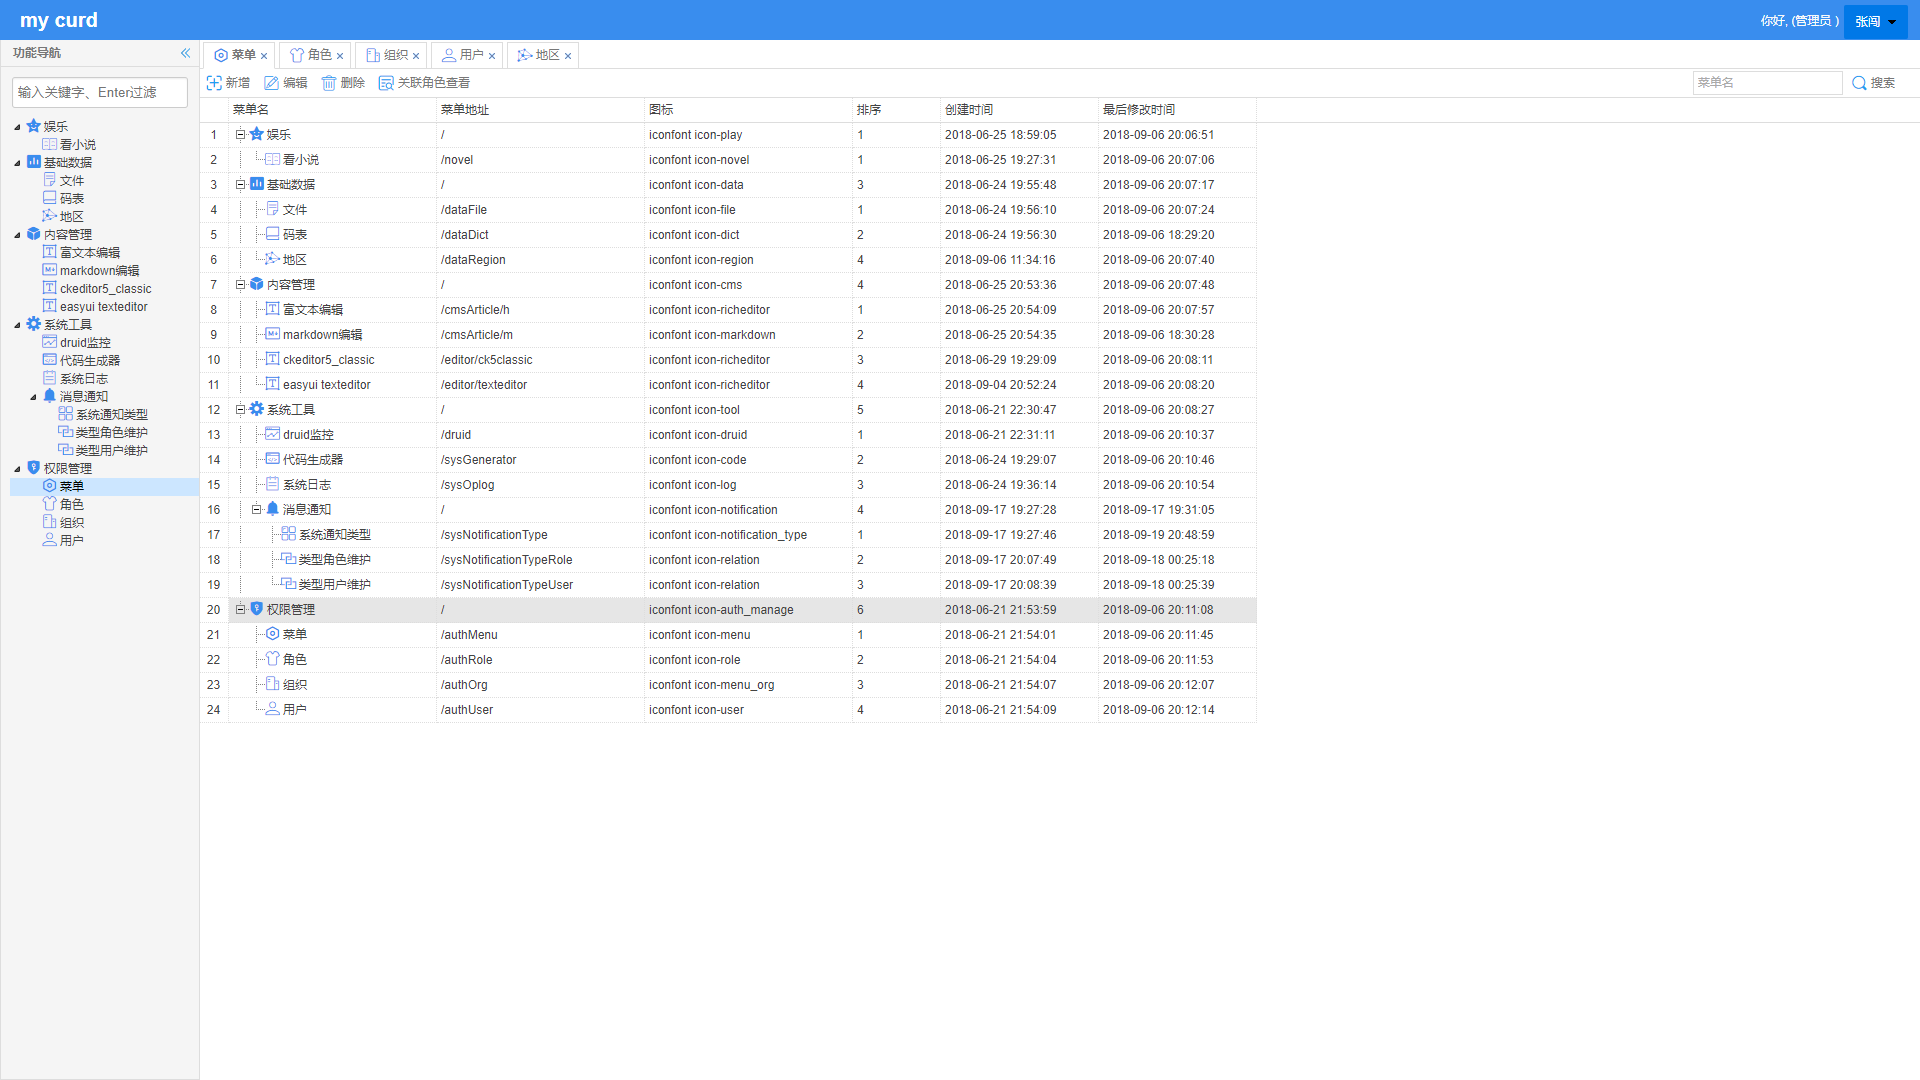 my curd
你好, (管理员 )
张闯
功能导航
菜单
角色
组织
用户
地区
新增
编辑
删除
关联角色查看
菜单名
搜索
输入关键字、Enter过滤
娱乐
看小说
基础数据
文件
码表
地区
内容管理
富文本编辑
markdown编辑
ckeditor5_classic
easyui texteditor
系统工具
druid监控
代码生成器
系统日志
消息通知
系统通知类型
类型角色维护
类型用户维护
权限管理
菜单
角色
组织
用户
菜单名 菜单地址 图标 排序 创建时间 最后修改时间
1 娱乐 / iconfont icon-play 1 2018-06-25 18:59:05 2018-09-06 20:06:51
2 看小说 /novel iconfont icon-novel 1 2018-06-25 19:27:31 2018-09-06 20:07:06
3 基础数据 / iconfont icon-data 3 2018-06-24 19:55:48 2018-09-06 20:07:17
4 文件 /dataFile iconfont icon-file 1 2018-06-24 19:56:10 2018-09-06 20:07:24
5 码表 /dataDict iconfont icon-dict 2 2018-06-24 19:56:30 2018-09-06 18:29:20
6 地区 /dataRegion iconfont icon-region 4 2018-09-06 11:34:16 2018-09-06 20:07:40
7 内容管理 / iconfont icon-cms 4 2018-06-25 20:53:36 2018-09-06 20:07:48
8 富文本编辑 /cmsArticle/h iconfont icon-richeditor 1 2018-06-25 20:54:09 2018-09-06 20:07:57
9 markdown编辑 /cmsArticle/m iconfont icon-markdown 2 2018-06-25 20:54:35 2018-09-06 18:30:28
10 ckeditor5_classic /editor/ck5classic iconfont icon-richeditor 3 2018-06-29 19:29:09 2018-09-06 20:08:11
11 easyui texteditor /editor/texteditor iconfont icon-richeditor 4 2018-09-04 20:52:24 2018-09-06 20:08:20
12 系统工具 / iconfont icon-tool 5 2018-06-21 22:30:47 2018-09-06 20:08:27
13 druid监控 /druid iconfont icon-druid 1 2018-06-21 22:31:11 2018-09-06 20:10:37
14 代码生成器 /sysGenerator iconfont icon-code 2 2018-06-24 19:29:07 2018-09-06 20:10:46
15 系统日志 /sysOplog iconfont icon-log 3 2018-06-24 19:36:14 2018-09-06 20:10:54
16 消息通知 / iconfont icon-notification 4 2018-09-17 19:27:28 2018-09-17 19:31:05
17 系统通知类型 /sysNotificationType iconfont icon-notification_type 1 2018-09-17 19:27:46 2018-09-19 20:48:59
18 类型角色维护 /sysNotificationTypeRole iconfont icon-relation 2 2018-09-17 20:07:49 2018-09-18 00:25:18
19 类型用户维护 /sysNotificationTypeUser iconfont icon-relation 3 2018-09-17 20:08:39 2018-09-18 00:25:39
20 权限管理 / iconfont icon-auth_manage 6 2018-06-21 21:53:59 2018-09-06 20:11:08
21 菜单 /authMenu iconfont icon-menu 1 2018-06-21 21:54:01 2018-09-06 20:11:45
22 角色 /authRole iconfont icon-role 2 2018-06-21 21:54:04 2018-09-06 20:11:53
23 组织 /authOrg iconfont icon-menu_org 3 2018-06-21 21:54:07 2018-09-06 20:12:07
24 用户 /authUser iconfont icon-user 4 2018-06-21 21:54:09 2018-09-06 20:12:14